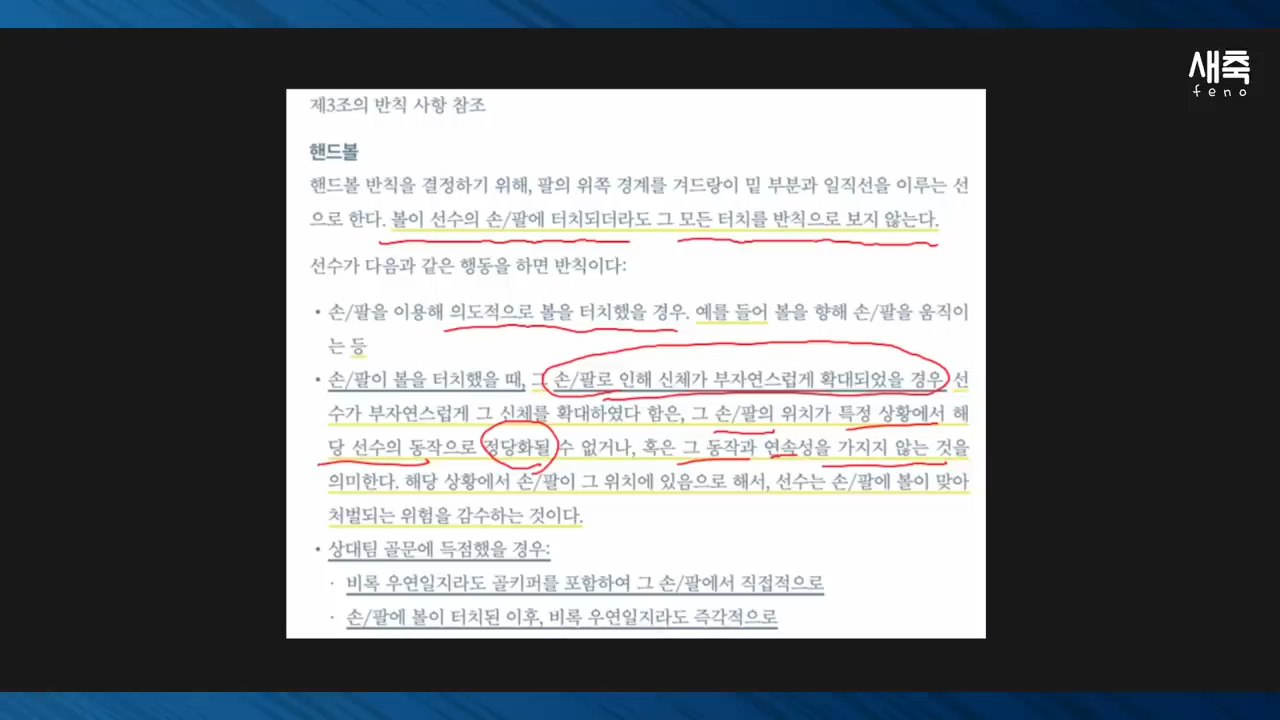 새축
feno
제3조의 반칙 사항 참조
핸드볼
핸드볼 반칙을 결정하기 위해, 팔의 위쪽 경계를 겨드랑이 밑 부분과 일직선을 이루는 선
으로 한다. 볼이 선수의 손/팔에 터치되더라도 그 모든 터치를 반칙으로 보지 않는다.
선수가 다음과 같은 행동을 하면 반칙이다:
• 손/팔을 이용해 의도적으로 볼을 터치했을 경우. 예를 들어 볼을 향해 손/팔을 움직이
는 등
• 손/팔이 볼을 터치했을 때, 그 손/팔로 인해 신체가 부자연스럽게 확대되었을 경우 선
수가 부자연스럽게 그 신체를 확대하였다 함은, 그 손/팔의 위치가 특정 상황에서 해
당 선수의 동작으로 정당화될 수 없거나, 혹은 그 동작과 연속성을 가지지 않는 것을
의미한다. 해당 상황에서 손/팔이 그 위치에 있음으로 해서, 선수는 손/팔에 볼이 맞아
처벌되는 위험을 감수하는 것이다.
• 상대팀 골문에 득점했을 경우:
· 비록 우연일지라도 골키퍼를 포함하여 그 손/팔에서 직접적으로
· 손/팔에 볼이 터치된 이후, 비록 우연일지라도 즉각적으로